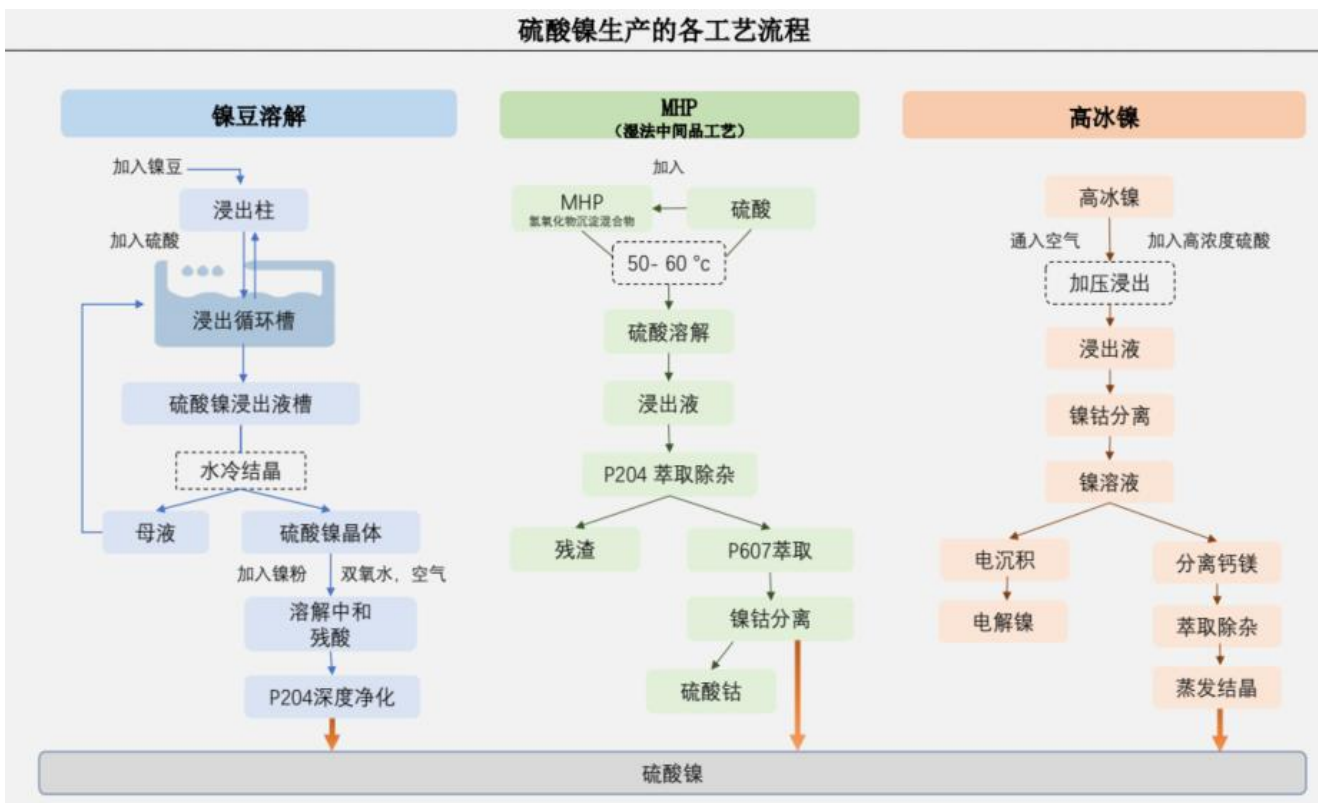 硫酸镍生产的各工艺流程
镍豆溶解
加入镍豆
浸出柱
加入硫酸
浸出循环槽
硫酸镍浸出液槽
水冷结晶
母液
硫酸镍晶体
加入镍粉
双氧水，空气
溶解中和
残酸
P204深度净化
MHP
（湿法中间品工艺）
加入
MHP
氢氧化物沉淀混合物
硫酸
50- 60 °c
硫酸溶解
浸出液
P204 萃取除杂
残渣
P607萃取
镍钴分离
硫酸钴
高冰镍
高冰镍
通入空气
加入高浓度硫酸
加压浸出
浸出液
镍钴分离
镍溶液
电沉积
电解镍
分离钙镁
萃取除杂
蒸发结晶
硫酸镍